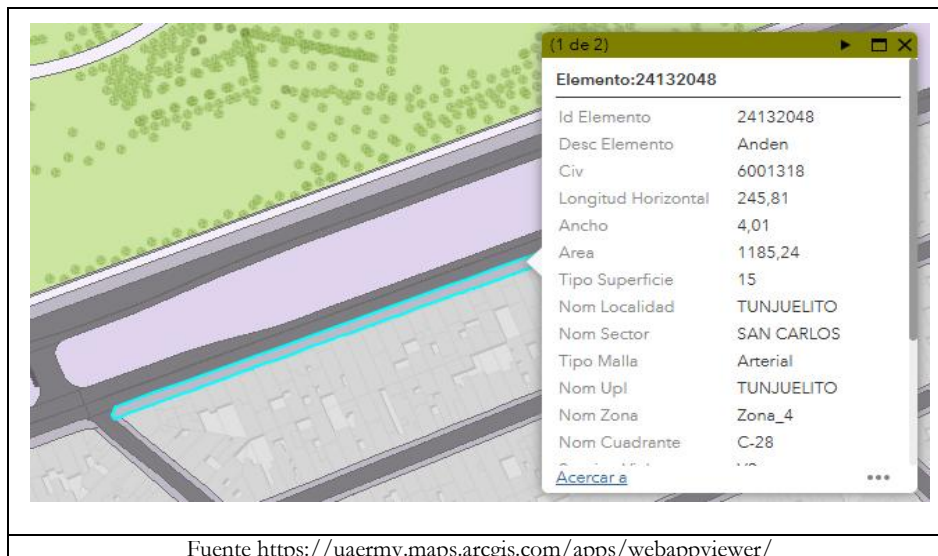 (1 de 2)
Elemento:24132048
Id Elemento 24132048
Desc Elemento Anden
Civ 6001318
Longitud Horizontal 245,81
Ancho 4,01
Area 1185,24
Tipo Superficie 15
Nom Localidad TUNJUELITO
Nom Sector SAN CARLOS
Tipo Malla Arterial
Nom Upl TUNJUELITO
Nom Zona Zona_4
Nom Cuadrante C-28
Acercar a
Fuente https://uaermv.maps.arcgis.com/apps/webappviewer/